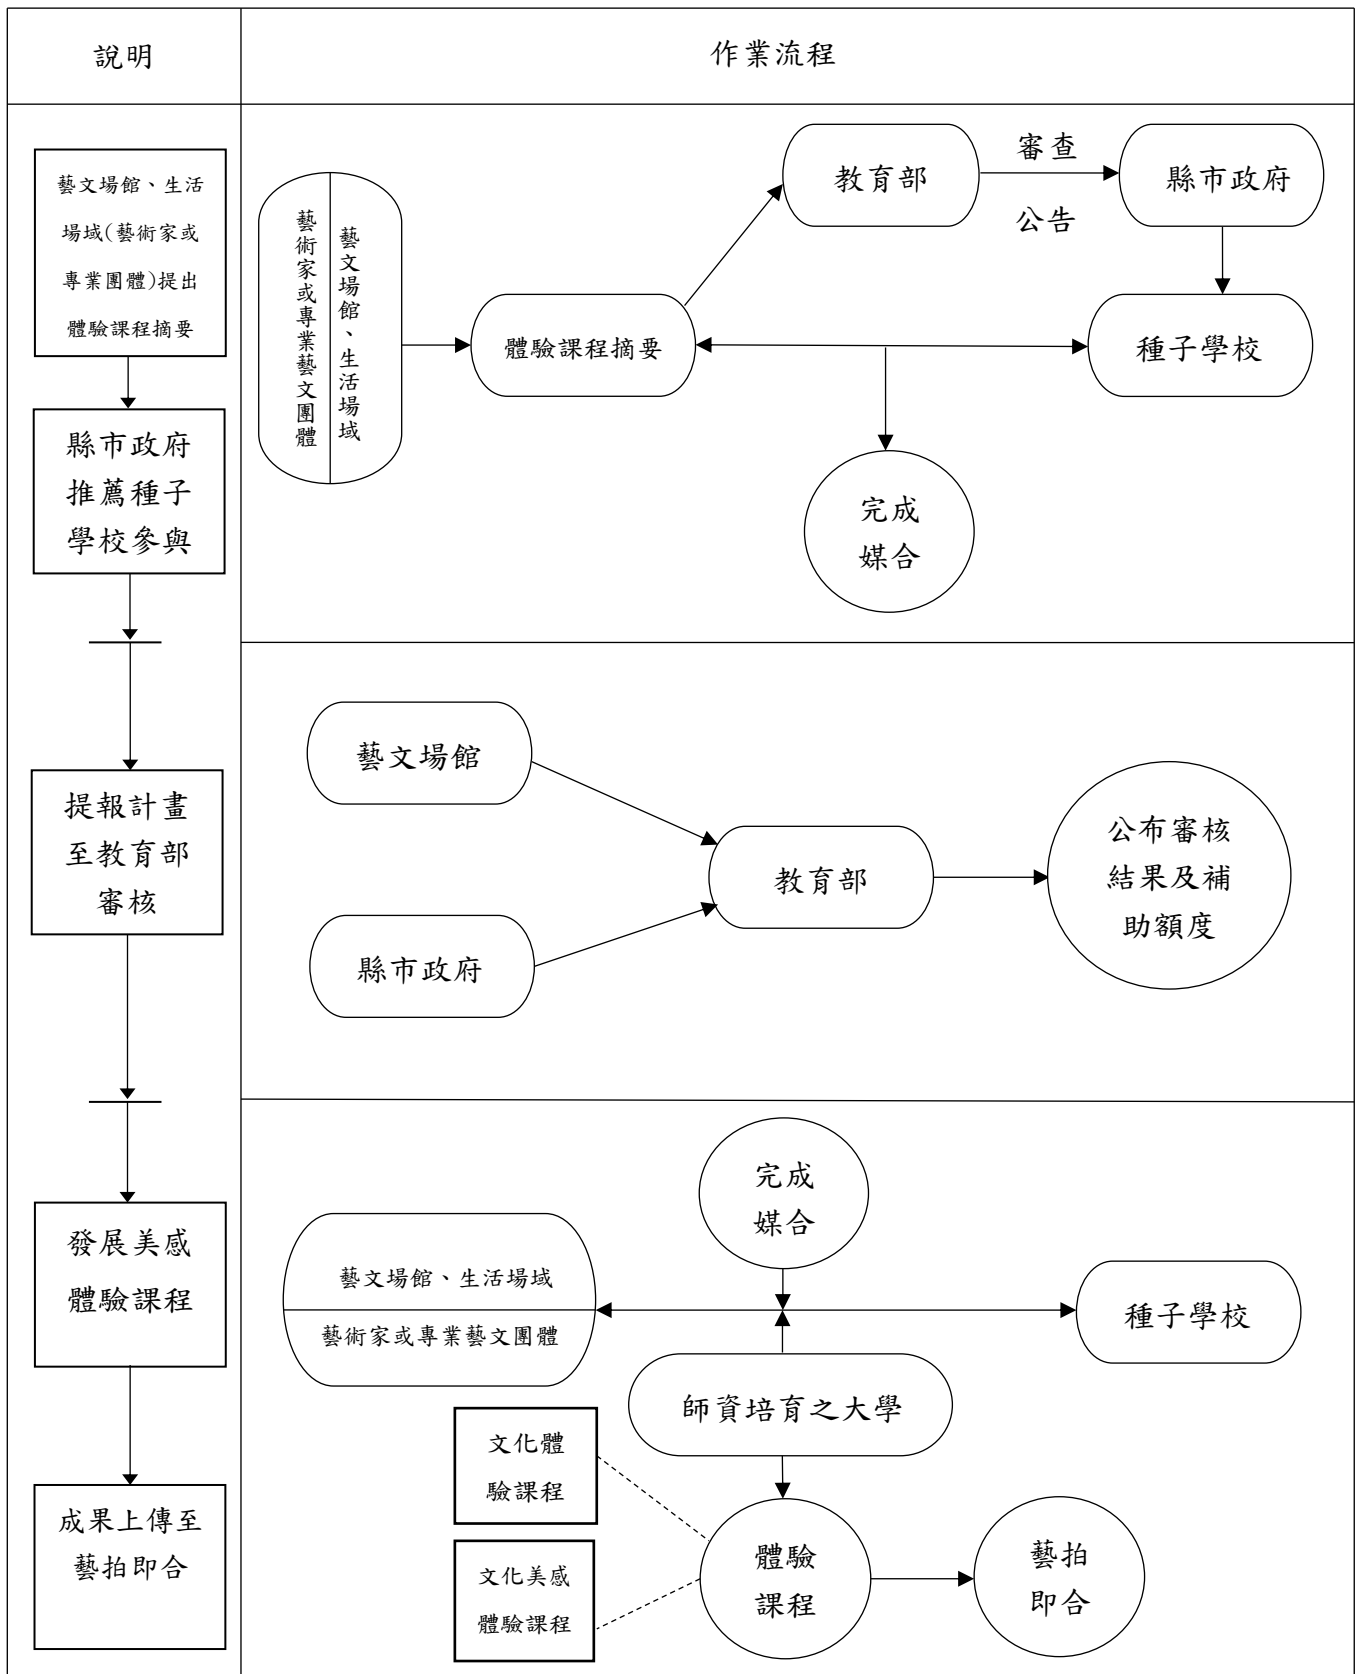 說明
作業流程
藝文場館、生活
場域(藝術家或
專業團體)提出
體驗課程摘要
縣市政府
推薦種子
學校參與
提報計畫
至教育部
審核
發展美感
體驗課程
成果上傳至
藝拍即合
藝術家或專業藝文團體
藝文場館、生活場域
體驗課程摘要
教育部
審查
公告
縣市政府
種子學校
完成
媒合
藝文場館
縣市政府
教育部
公布審核
結果及補
助額度
完成
媒合
藝文場館、生活場域
藝術家或專業藝文團體
種子學校
師資培育之大學
文化體
驗課程
文化美感
體驗課程
體驗
課程
藝拍
即合